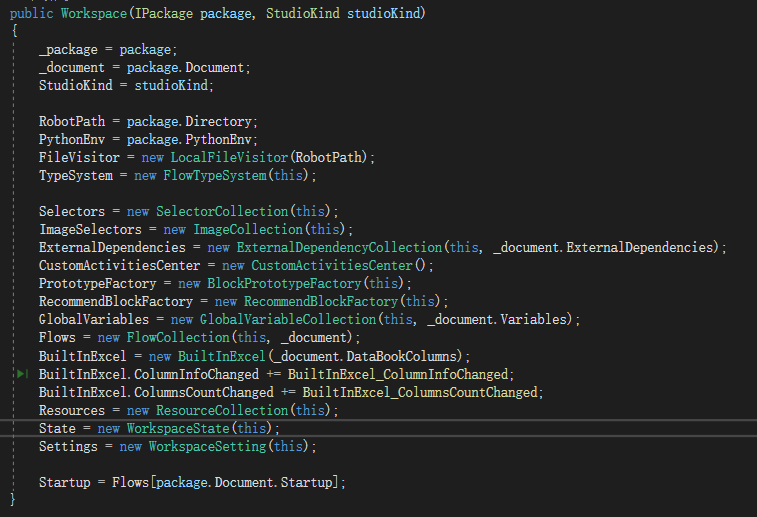 public Workspace(IPackage package, StudioKind studioKind)
{
_package = package;
_document = package.Document;
StudioKind = studioKind;
RobotPath = package.Directory;
PythonEnv = package.PythonEnv;
FileVisitor = new LocalFileVisitor(RobotPath);
TypeSystem = new FlowTypeSystem(this);
Selectors = new SelectorCollection(this);
ImageSelectors = new ImageCollection(this);
ExternalDependencies = new ExternalDependencyCollection(this, _document.ExternalDependencies);
CustomActivitiesCenter = new CustomActivitiesCenter();
PrototypeFactory = new BlockPrototypeFactory(this);
RecommendBlockFactory = new RecommendBlockFactory(this);
GlobalVariables = new GlobalVariableCollection(this, _document.Variables);
Flows = new FlowCollection(this, _document);
BuiltInExcel = new BuiltInExcel(_document.DataBookColumns);
BuiltInExcel.ColumnInfoChanged += BuiltInExcel_ColumnInfoChanged;
BuiltInExcel.ColumnsCountChanged += BuiltInExcel_ColumnsCountChanged;
Resources = new ResourceCollection(this);
State = new WorkspaceState(this);
Settings = new WorkspaceSetting(this);
Startup = Flows[package.Document.Startup];
}